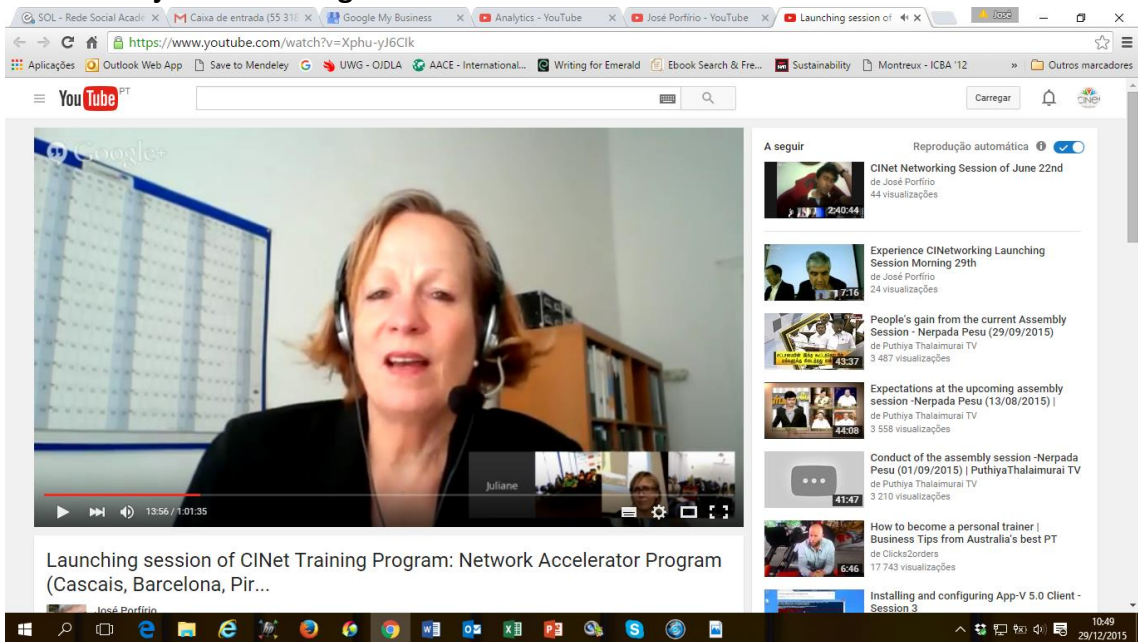 SOL - Rede Social Acadé
Caixa de entrada (55 318
Google My Business
Analytics - YouTube
José Porfírio - YouTube
Launching session of
José
https://www.youtube.com/watch?v=Xphu-yJ6CIk
Aplicações
Outlook Web App
Save to Mendeley
UWG - OJDLA
AACE - International...
Writing for Emerald
Ebook Search & Fre...
Sustainability
Montreux - ICBA '12
»
Outros marcadores
You Tube PT
Carregar
Google+
Juliane
13:56 / 1:01:35
Launching session of CINet Training Program: Network Accelerator Program
(Cascais, Barcelona, Pir...
José Porfírio
A seguir
Reprodução automática
CINet Networking Session of June 22nd
de José Porfírio
44 visualizações
2:40:44
Experience CINetworking Launching
Session Morning 29th
de José Porfírio
24 visualizações
7:16
People's gain from the current Assembly
Session - Nerpada Pesu (29/09/2015)
de Puthiya Thalaimurai TV
3 487 visualizações
43:37
Expectations at the upcoming assembly
session -Nerpada Pesu (13/08/2015) |
de Puthiya Thalaimurai TV
3 558 visualizações
44:08
Conduct of the assembly session -Nerpada
Pesu (01/09/2015) | PuthiyaThalaimurai TV
de Puthiya Thalaimurai TV
3 210 visualizações
41:47
How to become a personal trainer |
Business Tips from Australia's best PT
de Clicks2orders
17 743 visualizações
6:46
Installing and configuring App-V 5.0 Client -
Session 3
10:49
29/12/2015